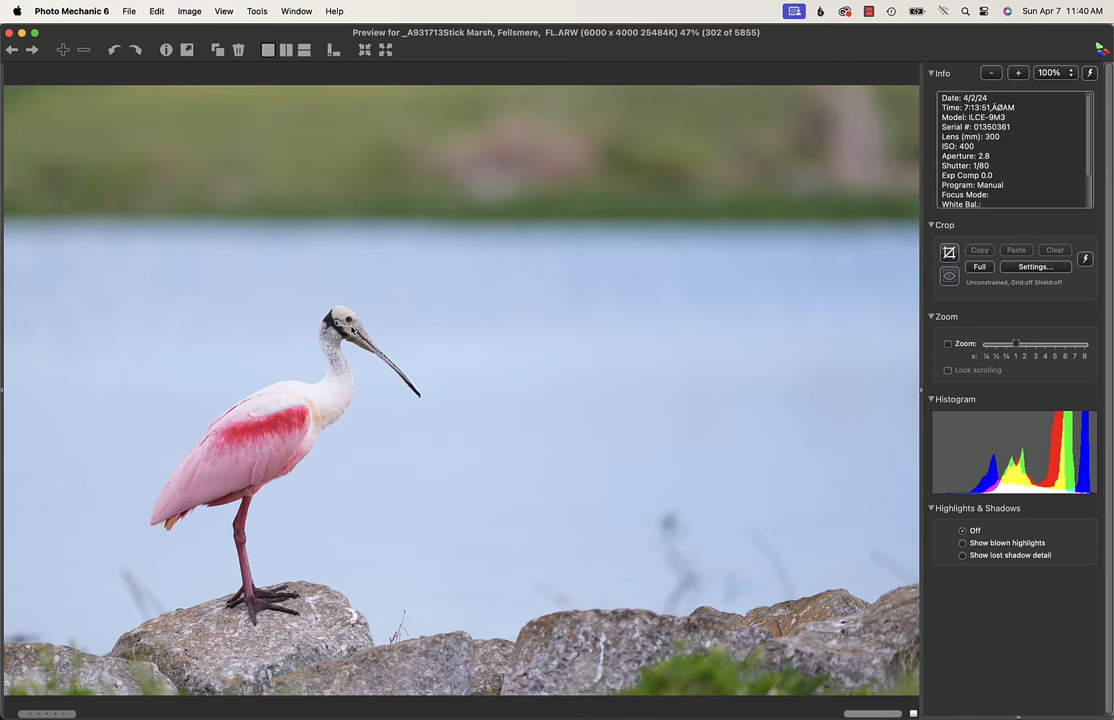 Photo Mechanic 6 File Edit Image View Tools Window Help Sun Apr 7 11:40 AM
Preview for _A931713Stick Marsh, Fellsmere, FL.ARW (6000 x 4000 25484K) 47% (302 of 5855)
Info - + 100%
Date: 4/2/24
Time: 7:13:51‚ÄØAM
Model: ILCE-9M3
Serial #: 01350361
Lens (mm): 300
ISO: 400
Aperture: 2.8
Shutter: 1/80
Exp Comp 0.0
Program: Manual
Focus Mode:
White Bal.:
Crop
Copy Paste Clear
Full Settings...
Unconstrained, Grid:off Shield:off
Zoom
Zoom:
x: ¼ ½ ¾ 1 2 3 4 5 6 7 8
Lock scrolling
Histogram
Highlights & Shadows
Off
Show blown highlights
Show lost shadow detail